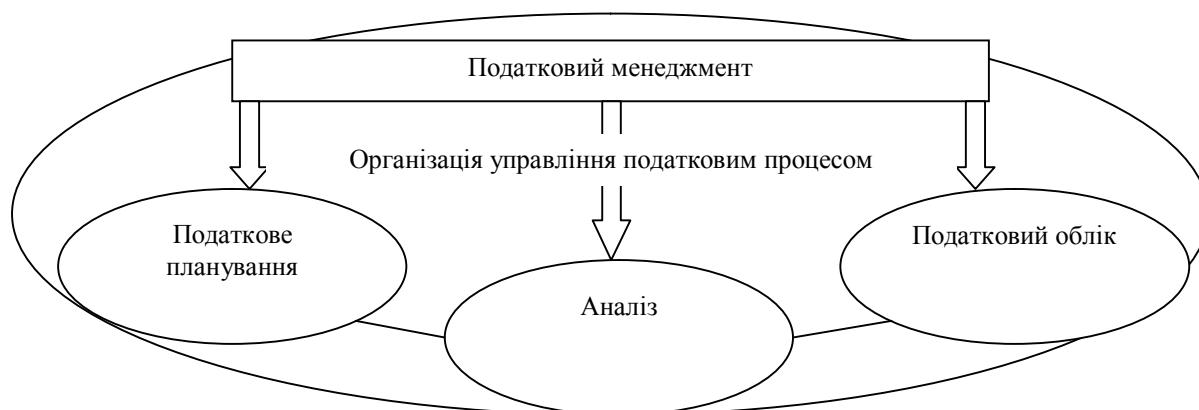 Податковий менеджмент
Організація управління податковим процесом
Податкове
планування
Аналіз
Податковий облік